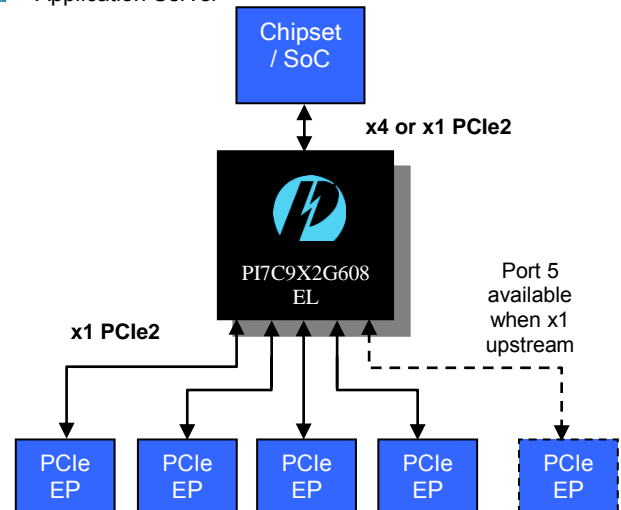 Application Server
Chipset
/ SoC
x4 or x1 PCIe2
PI7C9X2G608
EL
Port 5
available
when x1
upstream
x1 PCIe2
PCIe
EP
PCIe
EP
PCIe
EP
PCIe
EP
PCIe
EP